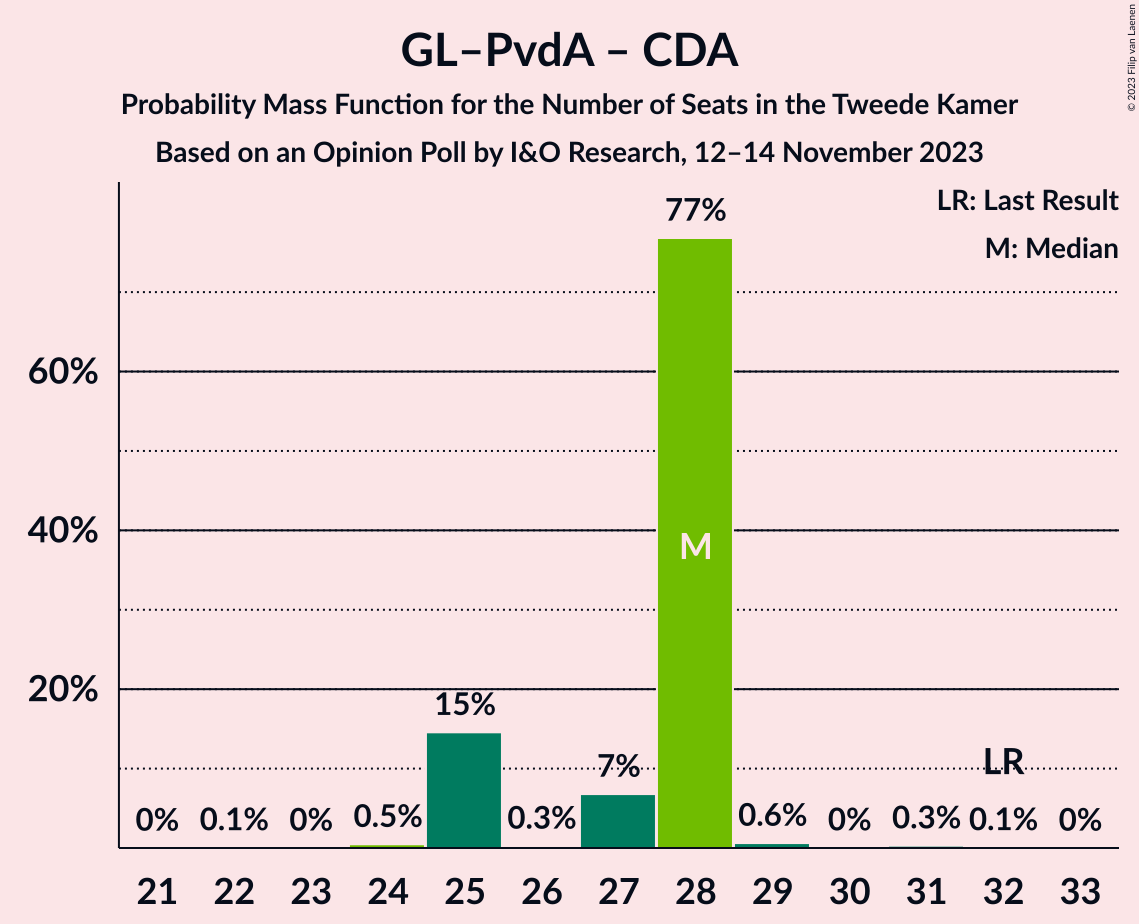 GL–PvdA – CDA
Probability Mass Function for the Number of Seats in the Tweede Kamer
Based on an Opinion Poll by I&O Research, 12–14 November 2023
© 2023 Filip van Laenen
LR: Last Result
M: Median
77%
60%
40%
M
20%
15%
7%
LR
0% 0.1% 0% 0.5% 0.3% 0.6% 0% 0.3% 0.1% 0%
21 22 23 24 25 26 27 28 29 30 31 32 33